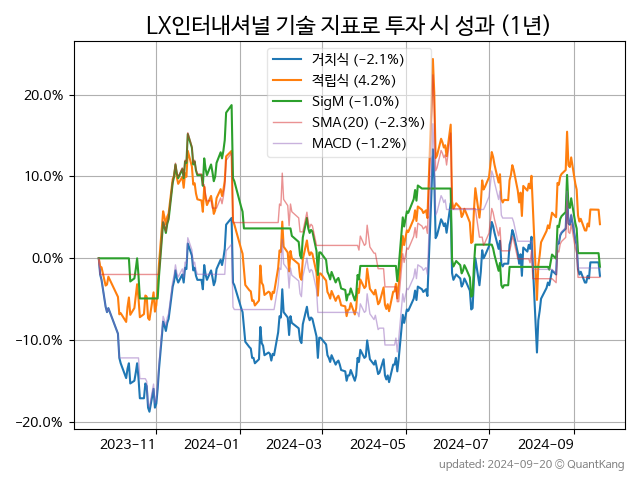 LX인터내셔널 기술 지표로 투자 시 성과 (1년)
거치식 (−2.1%)
적립식 (4.2%)
SigM (−1.0%)
SMA(20) (−2.3%)
MACD (−1.2%)
20.0%
10.0%
0.0%
−10.0%
−20.0%
2023-11 2024-01 2024-03 2024-05 2024-07 2024-09
updated: 2024-09-20 © QuantKang